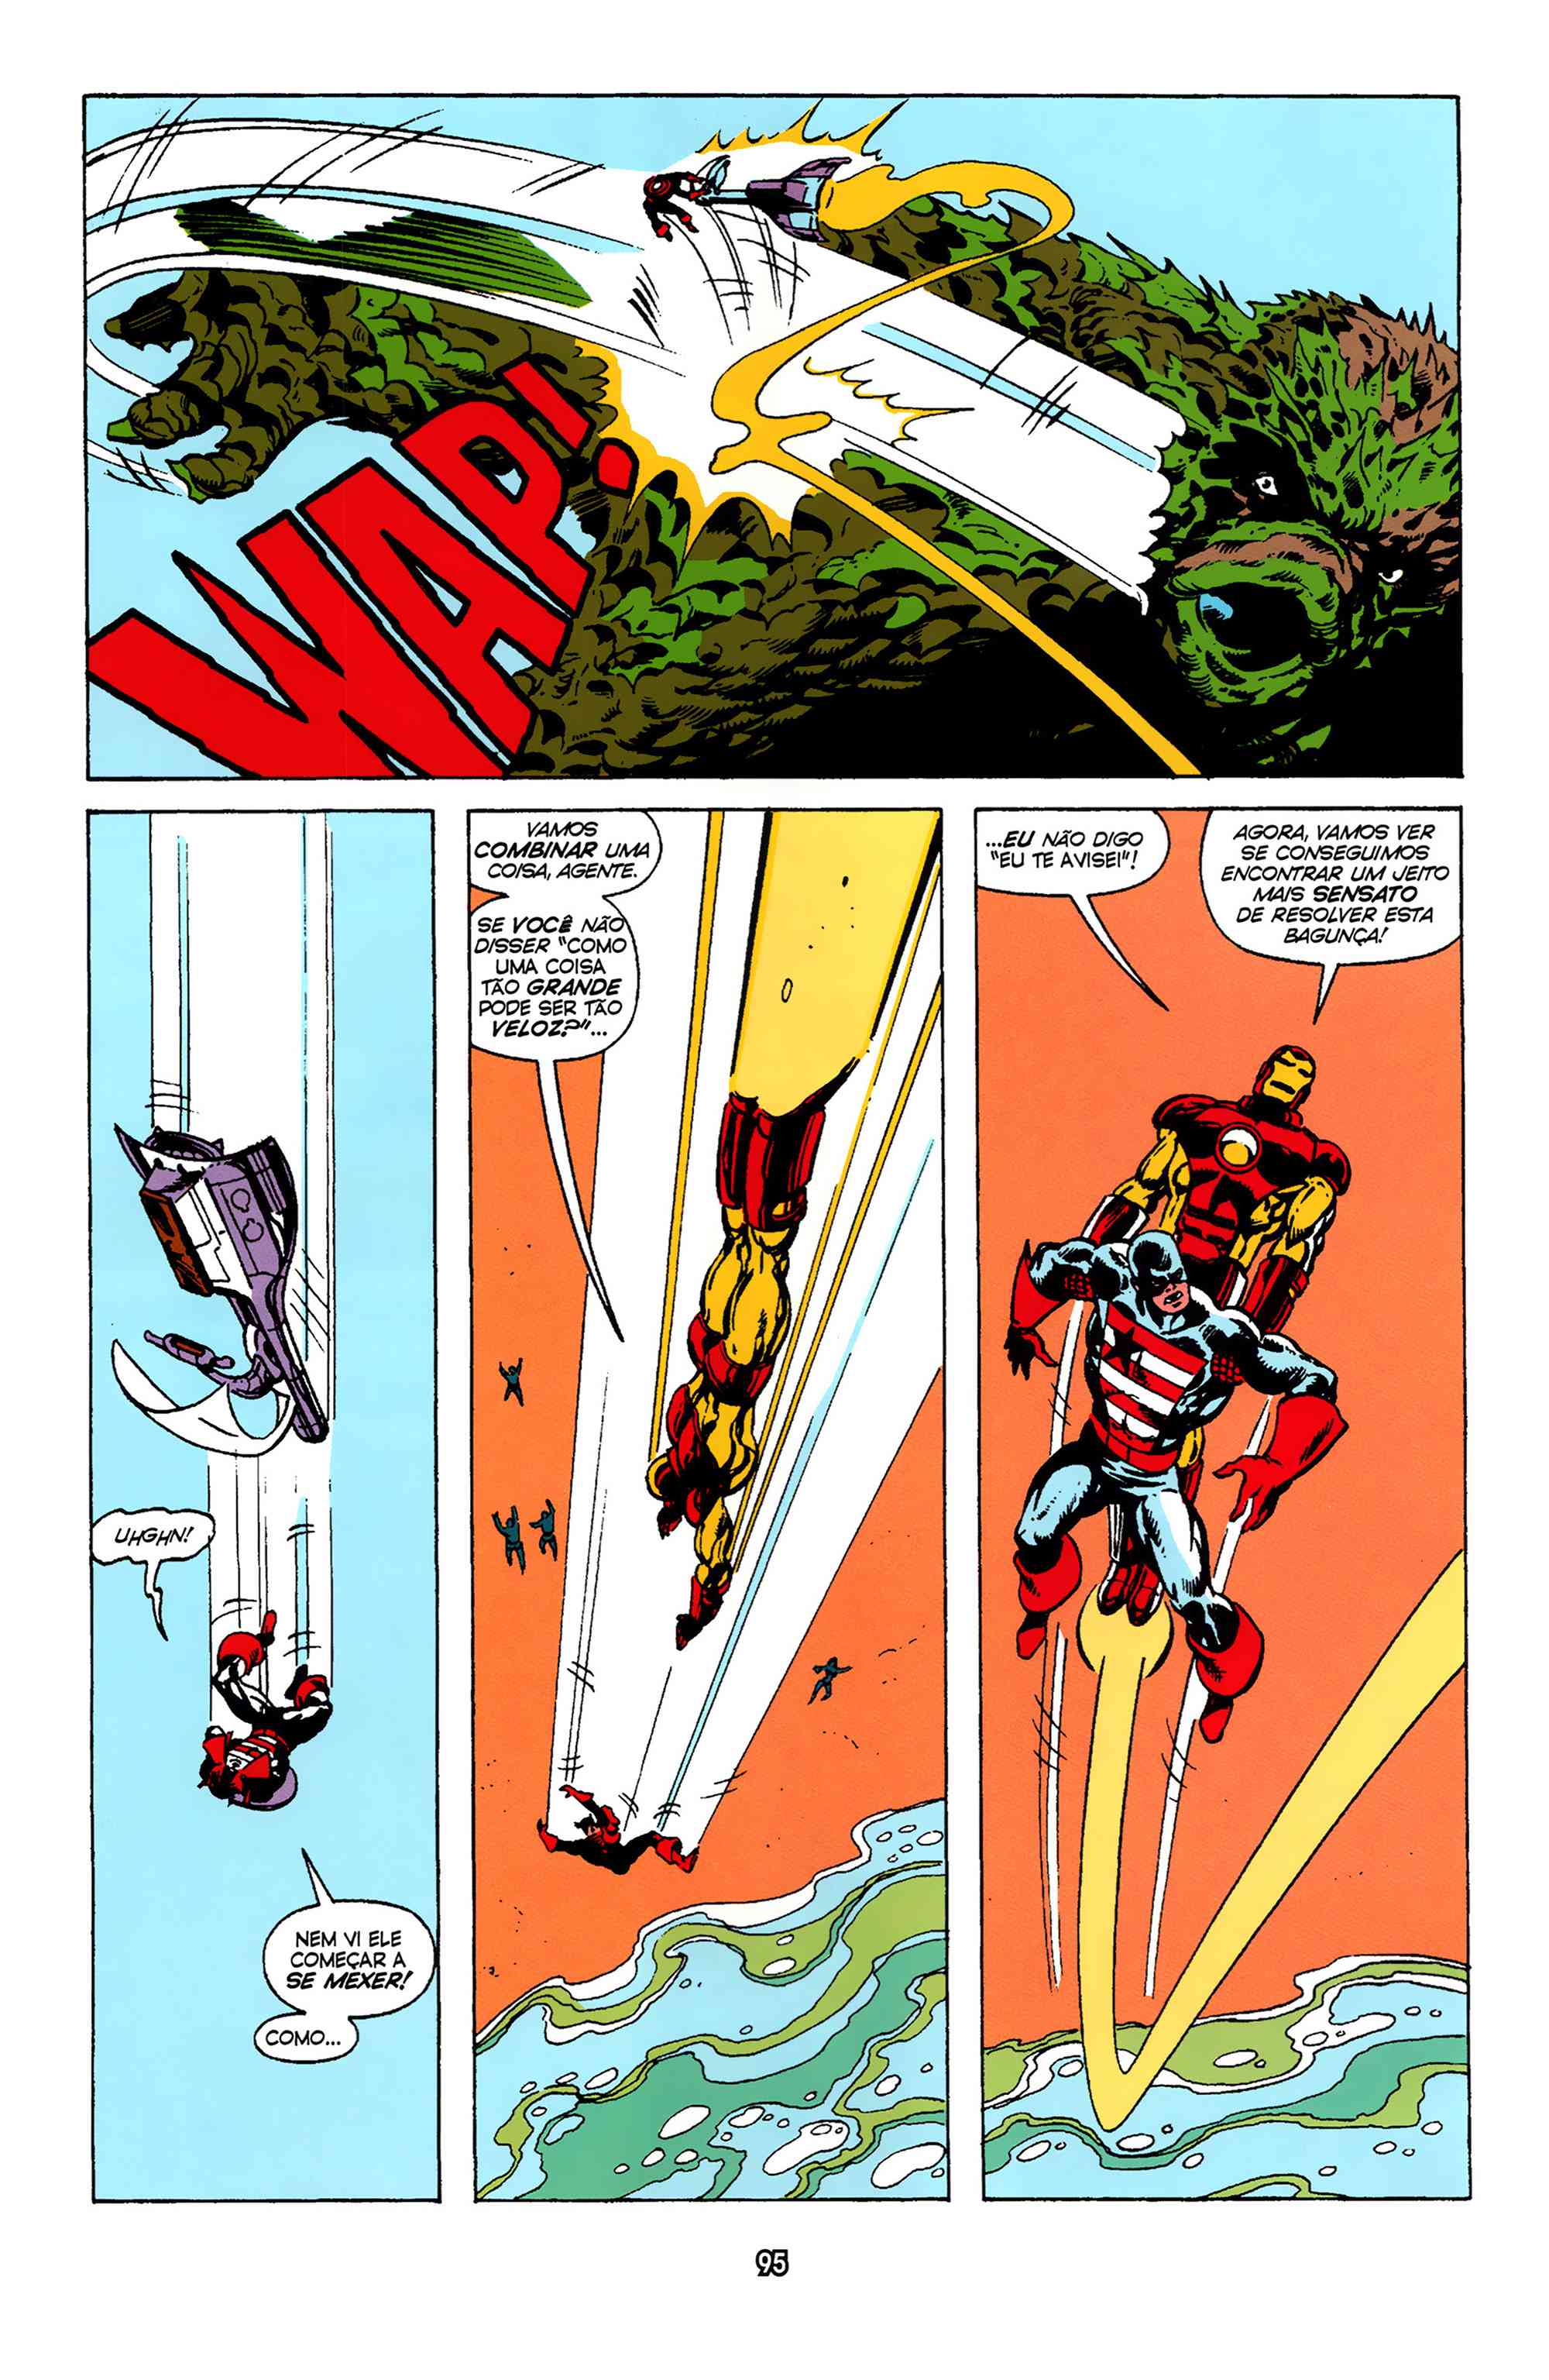 WAP!
UHGHN!
NEM VI ELE
COMEÇAR A
SE MEXER!
COMO...
VAMOS
COMBINAR UMA
COISA, AGENTE.
SE VOCÊ NÃO
DISSER “COMO
UMA COISA
TÃO GRANDE
PODE SER TÃO
VELOZ?”...
...EU NÃO DIGO
“EU TE AVISEI”!
AGORA, VAMOS VER
SE CONSEGUIMOS
ENCONTRAR UM JEITO
MAIS SENSATO
DE RESOLVER ESTA
BAGUNÇA!
95